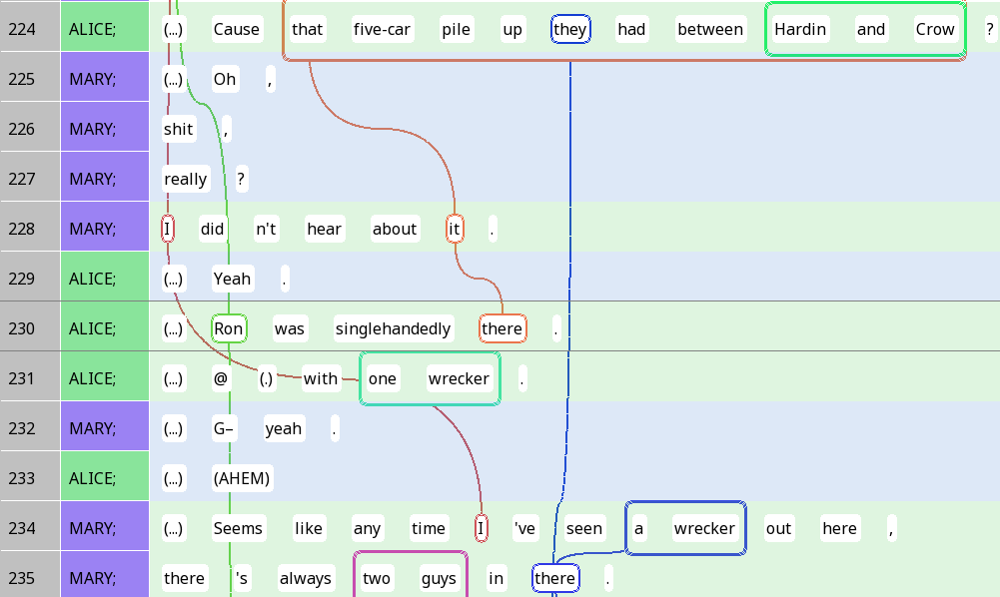 224 ALICE; (...) Cause that five-car pile up they had between Hardin and Crow ?
225 MARY; (...) Oh ,
226 MARY; shit ,
227 MARY; really ?
228 MARY; I did n't hear about it .
229 ALICE; (...) Yeah .
230 ALICE; (...) Ron was singlehandedly there .
231 ALICE; (...) @ (.) with one wrecker .
232 MARY; (...) G– yeah .
233 ALICE; (...) (AHEM)
234 MARY; (...) Seems like any time I 've seen a wrecker out here ,
235 MARY; there 's always two guys in there .